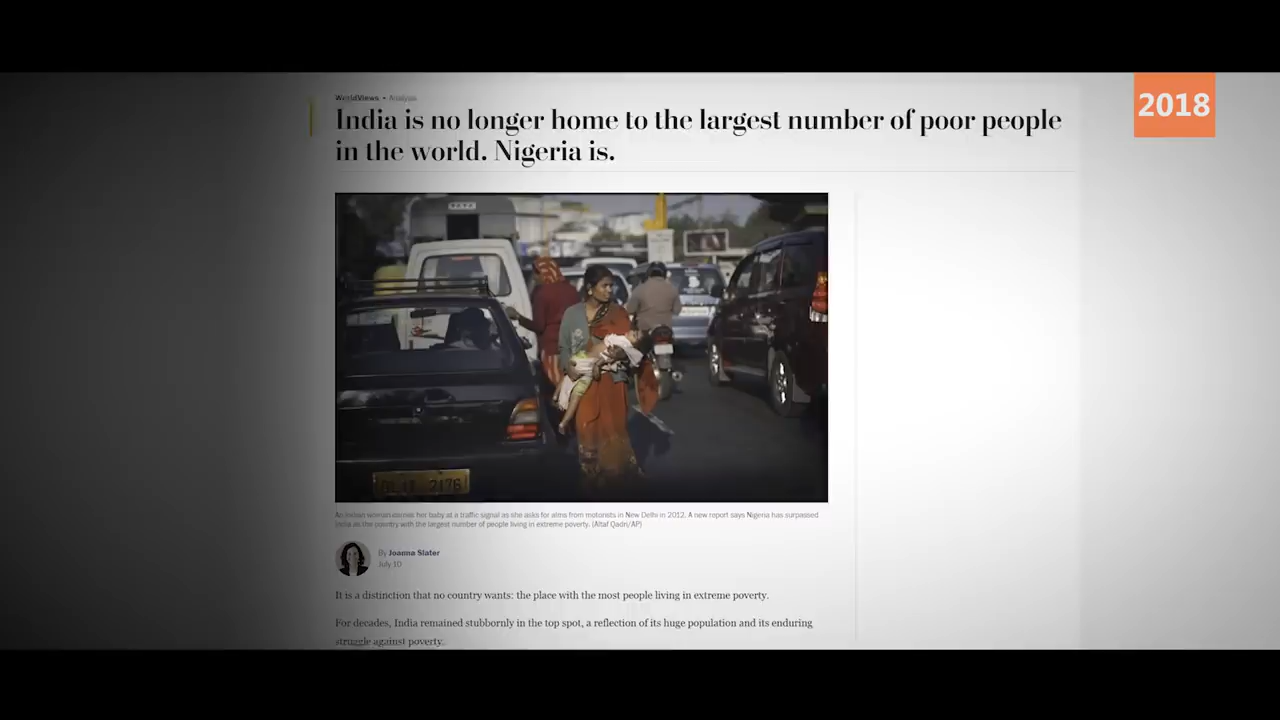 2018
WorldViews • Analysis
India is no longer home to the largest number of poor people
in the world. Nigeria is.
An Indian woman carries her baby at a traffic signal as she asks for alms from motorists in New Delhi in 2012. A new report says Nigeria has surpassed
India as the country with the largest number of people living in extreme poverty. (Altaf Qadri/AP)
By Joanna Slater
July 10
It is a distinction that no country wants: the place with the most people living in extreme poverty.
For decades, India remained stubbornly in the top spot, a reflection of its huge population and its enduring
struggle against poverty.